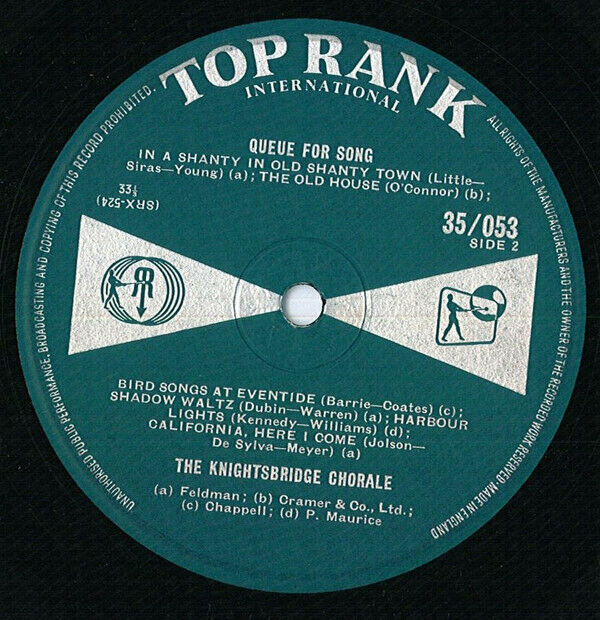 TOP RANK
INTERNATIONAL
UNAUTHORISED PUBLIC PERFORMANCE, BROADCASTING AND COPYING OF THIS RECORD PROHIBITED.
ALL RIGHTS OF THE MANUFACTURERS AND THE OWNER OF THE RECORDED WORK RESERVED-MADE IN ENGLAND
QUEUE FOR SONG
IN A SHANTY IN OLD SHANTY TOWN (Little—
Siras—Young) (a); THE OLD HOUSE (O'Connor) (b);
33⅓
(SRX-524)
35/053
SIDE 2
BIRD SONGS AT EVENTIDE (Barrie—Coates) (c);
SHADOW WALTZ (Dubin—Warren) (a); HARBOUR
LIGHTS (Kennedy—Williams) (d);
CALIFORNIA, HERE I COME (Jolson—
De Sylva—Meyer) (a)
THE KNIGHTSBRIDGE CHORALE
(a) Feldman; (b) Cramer & Co., Ltd.;
(c) Chappell; (d) P. Maurice